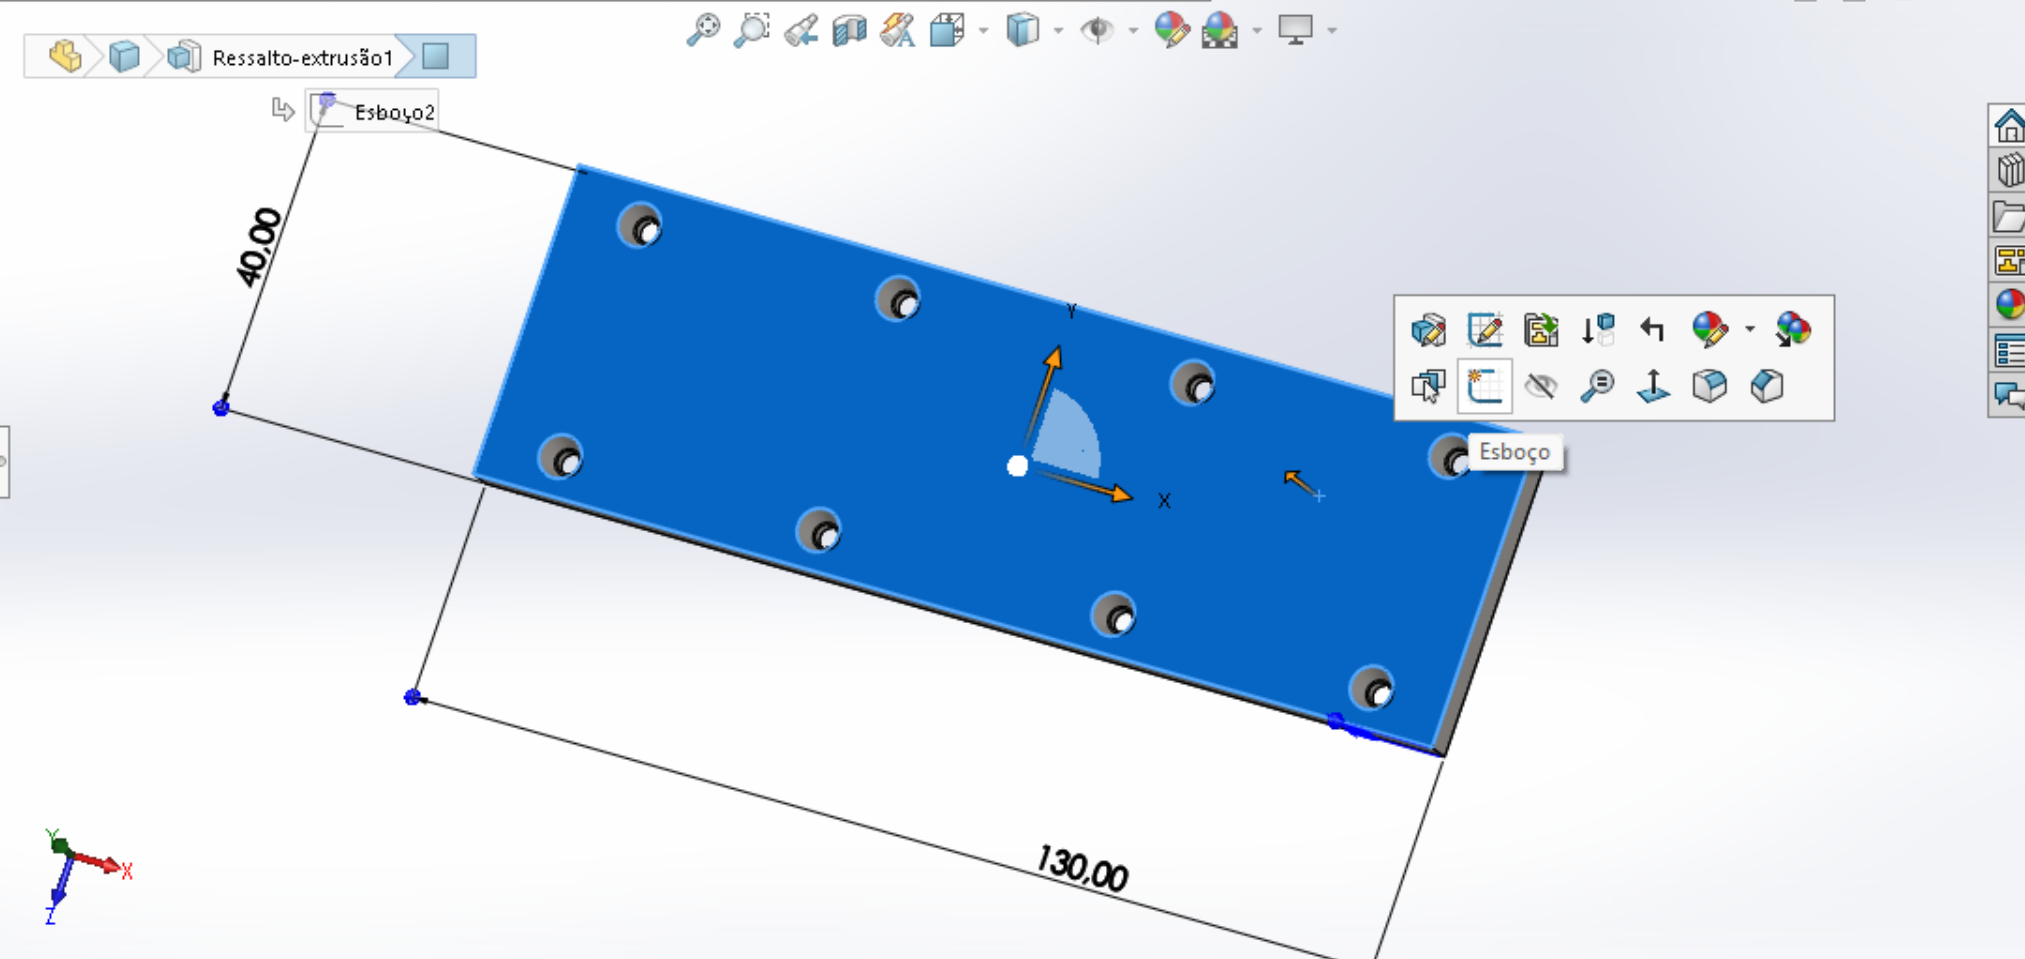 Ressalto-extrusão1
Esboço2
40,00
Y
X
Esboço
130,00
Y
X
Z